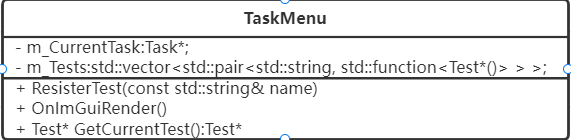 TaskMenu
- m_CurrentTask:Task*;
- m_Tests:std::vector<std::pair<std::string, std::function<Test*()> > >;
+ ResisterTest(const std::string& name)
+ OnImGuiRender()
+ Test* GetCurrentTest():Test*